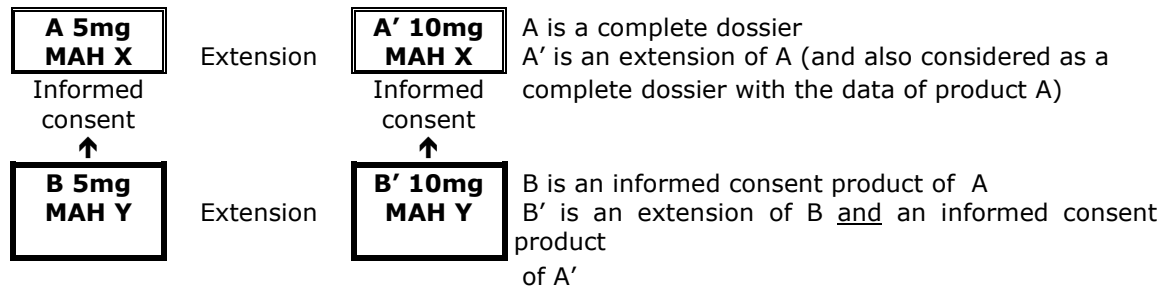 A 5mg
MAH X
Extension
A’ 10mg
MAH X
A is a complete dossier
A’ is an extension of A (and also considered as a
complete dossier with the data of product A)
Informed
consent
Informed
consent
B 5mg
MAH Y
Extension
B’ 10mg
MAH Y
B is an informed consent product of A
B’ is an extension of B and an informed consent
product
of A’